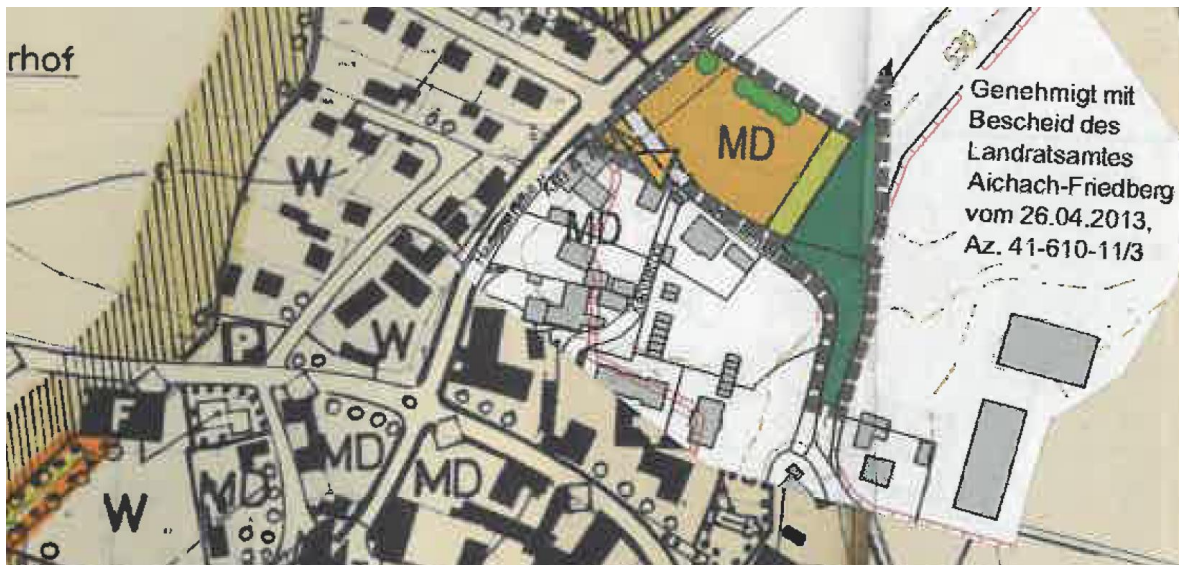 rhof
Genehmigt mit
Bescheid des
Landratsamtes
Aichach-Friedberg
vom 26.04.2013,
Az. 41-610-11/3
MD
W
MD
W
P
F
MD
MD
MD
W